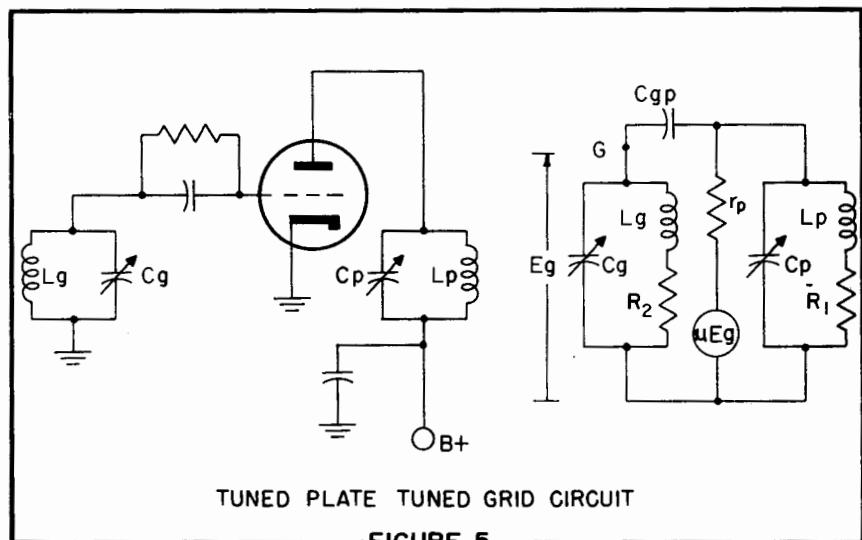 Cgp
G
rp
Lg
Lp
Lg
Cg
Cp
Lp
Eg
Cg
Cp
R2
R1
μEg
B+
TUNED PLATE TUNED GRID CIRCUIT
FIGURE 5